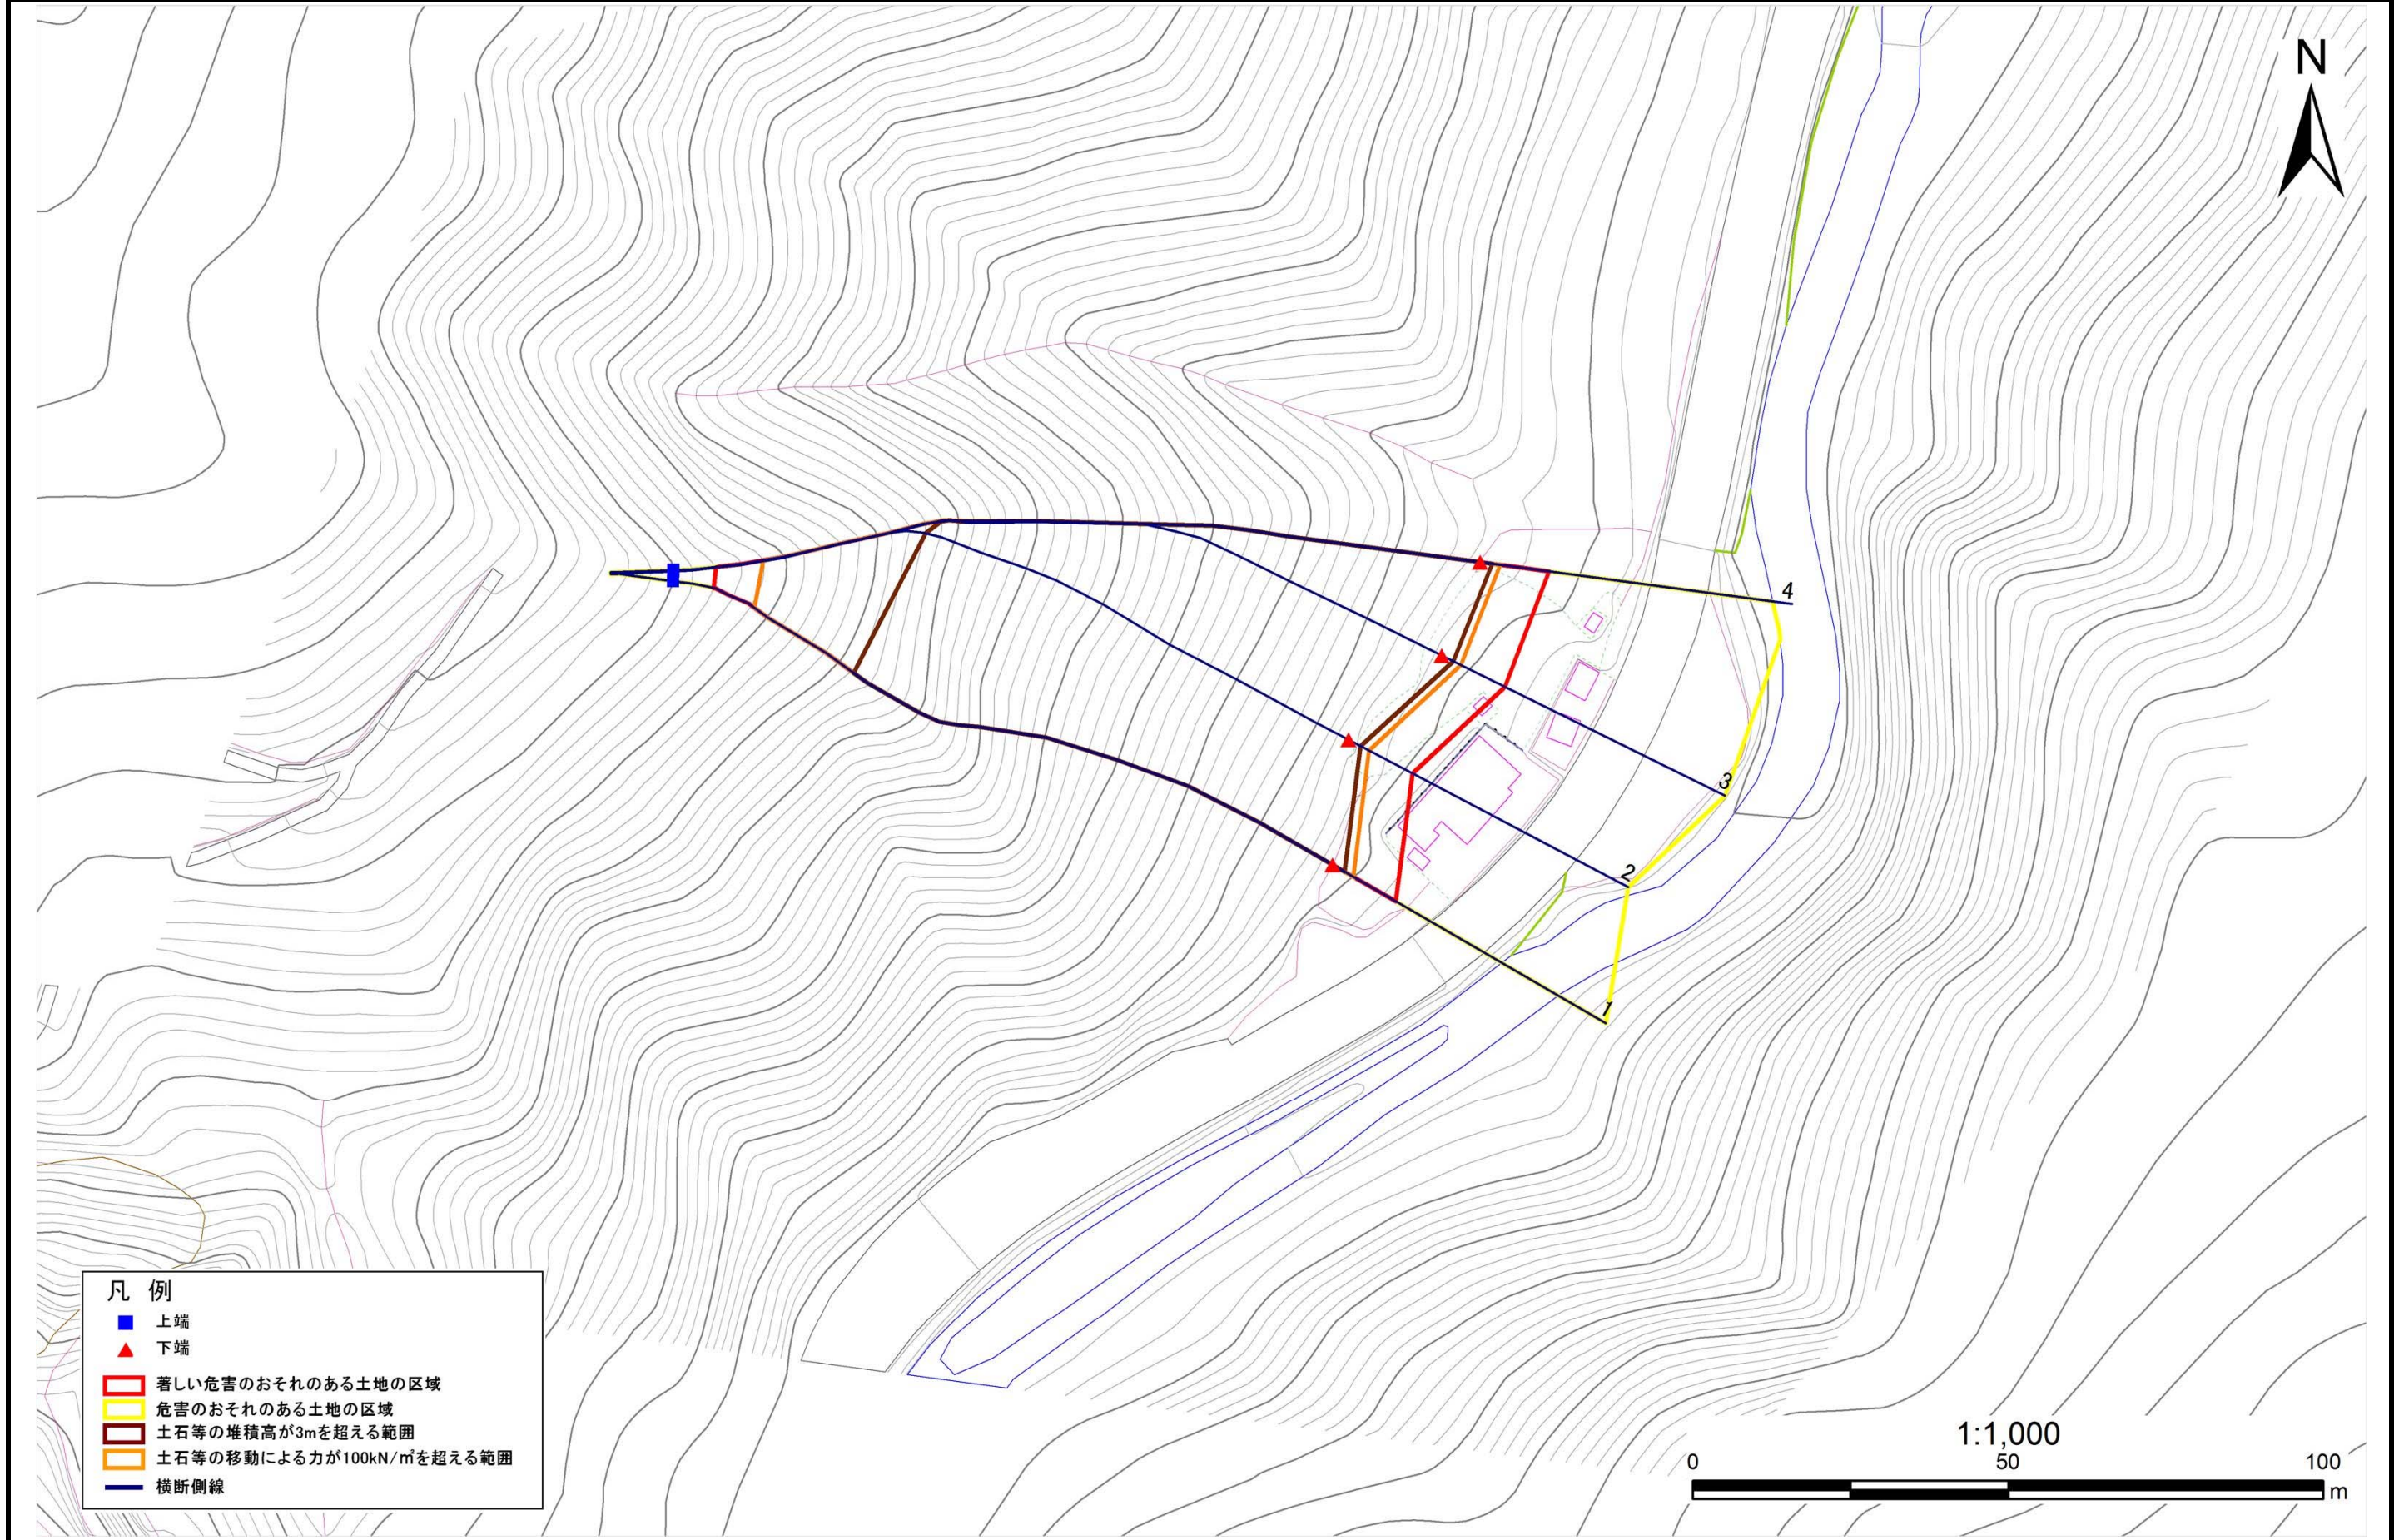 N
4
3
2
1
凡 例
上端
下端
著しい危害のおそれのある土地の区域
危害のおそれのある土地の区域
土石等の堆積高が3mを超える範囲
土石等の移動による力が100kN/㎡を超える範囲
横断側線
1:1,000
0 50 100
m